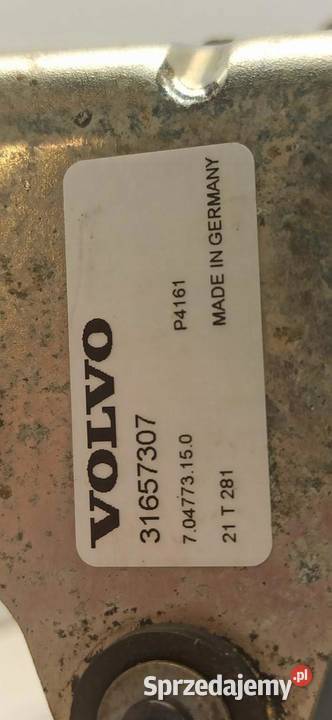 VOLVO
31657307
7.04773.15.0 P4161
21 T 281 MADE IN GERMANY
Sprzedajemy.pl